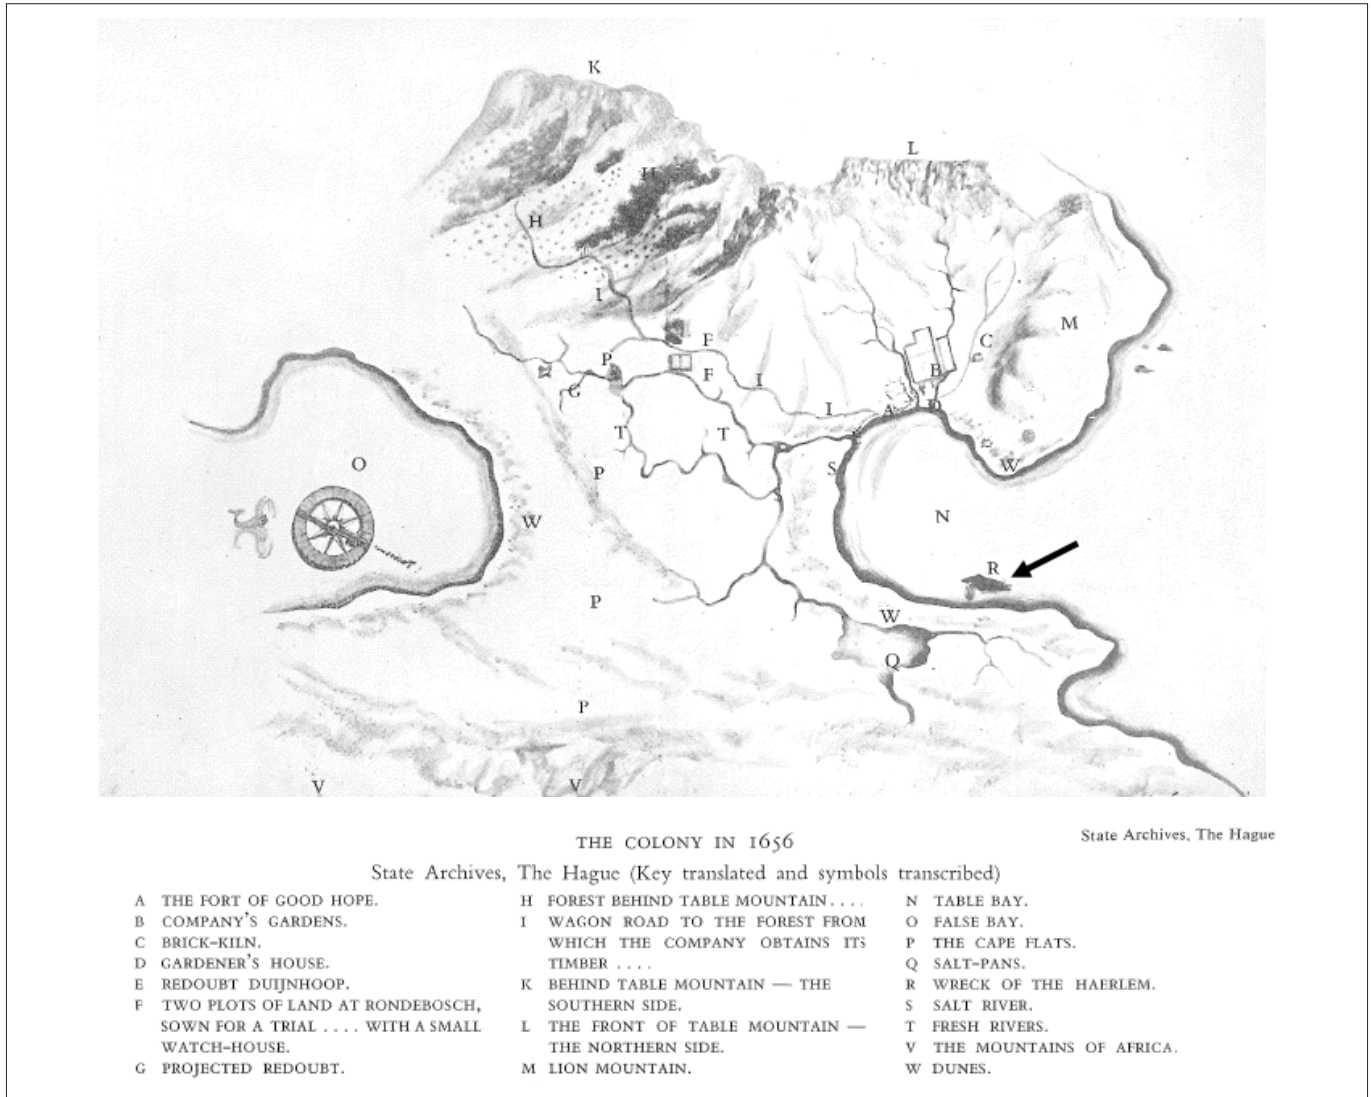 K
L
H
H
I
M
F
C
P
B
F
I
G
D
I
A
T
T
E
O
W
S
P
N
W
R
P
W
Q
P
V
V
THE COLONY IN 1656
State Archives, The Hague
State Archives, The Hague (Key translated and symbols transcribed)
A THE FORT OF GOOD HOPE.
B COMPANY'S GARDENS.
C BRICK-KILN.
D GARDENER'S HOUSE.
E REDOUBT DUIJNHOOP.
F TWO PLOTS OF LAND AT RONDEBOSCH,
SOWN FOR A TRIAL .... WITH A SMALL
WATCH-HOUSE.
G PROJECTED REDOUBT.
H FOREST BEHIND TABLE MOUNTAIN....
I WAGON ROAD TO THE FOREST FROM
WHICH THE COMPANY OBTAINS ITS
TIMBER ....
K BEHIND TABLE MOUNTAIN — THE
SOUTHERN SIDE.
L THE FRONT OF TABLE MOUNTAIN —
THE NORTHERN SIDE.
M LION MOUNTAIN.
N TABLE BAY.
O FALSE BAY.
P THE CAPE FLATS.
Q SALT-PANS.
R WRECK OF THE HAERLEM.
S SALT RIVER.
T FRESH RIVERS.
V THE MOUNTAINS OF AFRICA.
W DUNES.